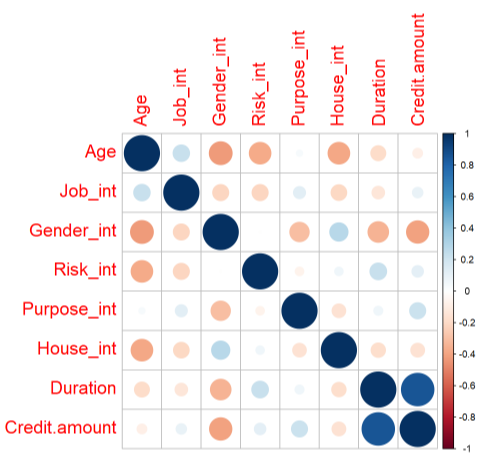 Age
Job_int
Gender_int
Risk_int
Purpose_int
House_int
Duration
Credit.amount
Age
Job_int
Gender_int
Risk_int
Purpose_int
House_int
Duration
Credit.amount
1
0.8
0.6
0.4
0.2
0
-0.2
-0.4
-0.6
-0.8
-1